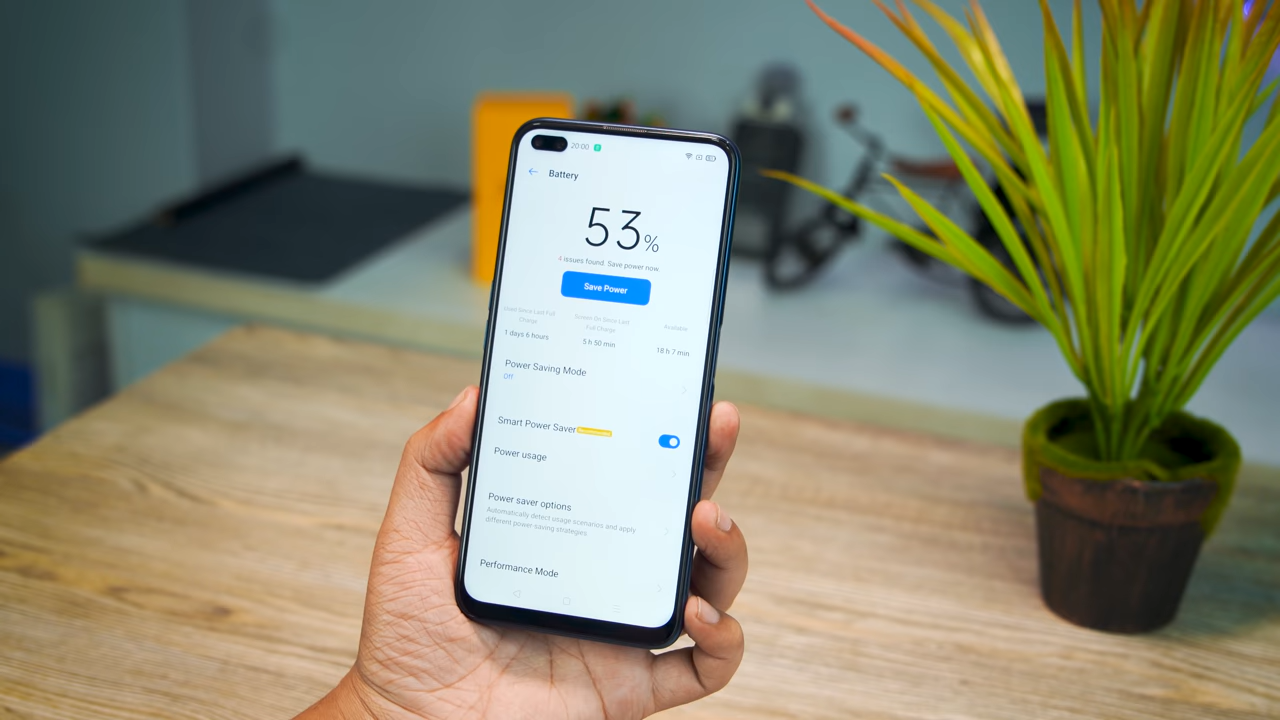 20:00
Battery
53%
4 issues found. Save power now.
Save Power
Used Since Last Full
Charge
1 days 6 hours
Screen On Since Last
Full Charge
5 h 50 min
Available
18 h 7 min
Power Saving Mode
Off
Smart Power Saver Recommended
Power usage
Power saver options
Automatically detect usage scenarios and apply
different power saving strategies.
Performance Mode